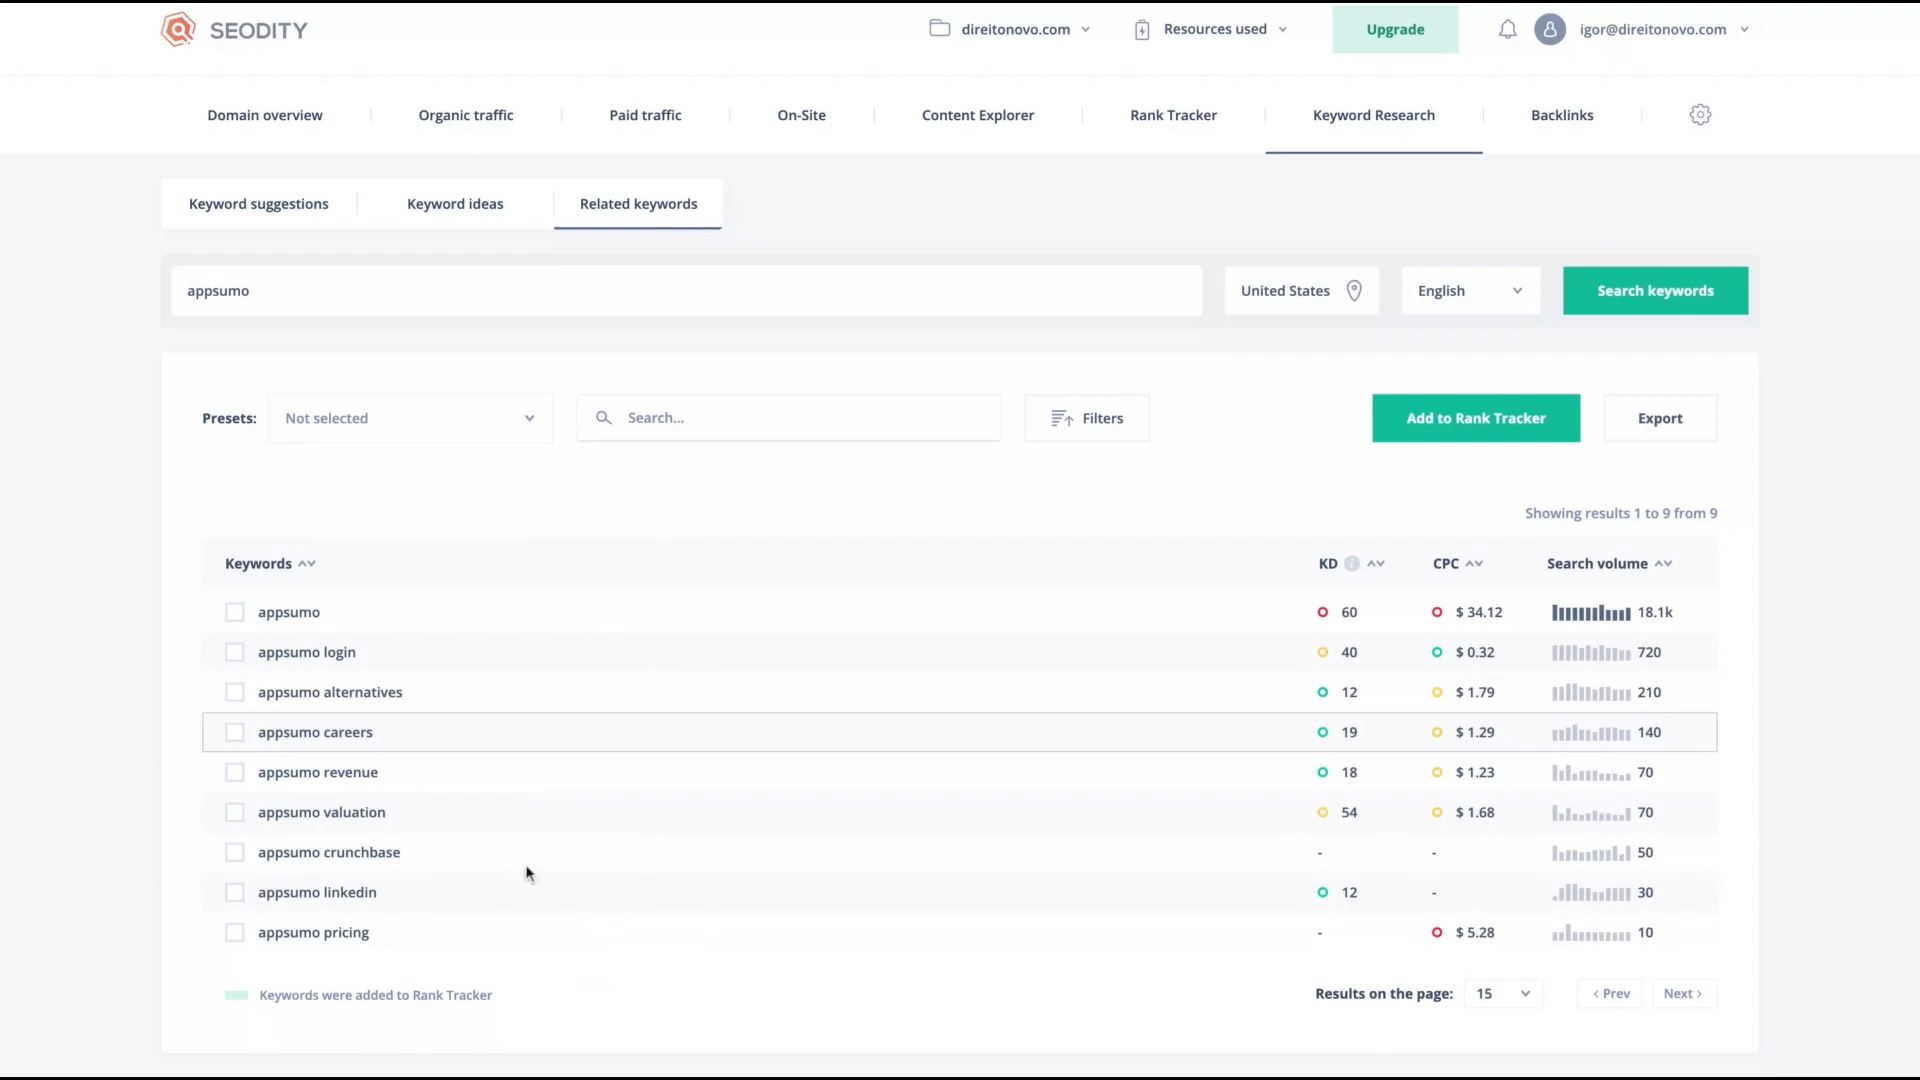 SEODITY
direitonovo.com
Resources used
Upgrade
igor@direitonovo.com
Domain overview
Organic traffic
Paid traffic
On-Site
Content Explorer
Rank Tracker
Keyword Research
Backlinks
Keyword suggestions
Keyword ideas
Related keywords
appsumo
United States
English
Search keywords
Presets:
Not selected
Search...
Filters
Add to Rank Tracker
Export
Showing results 1 to 9 from 9
Keywords KD i CPC Search volume
appsumo 60 $ 34.12 18.1k
appsumo login 40 $ 0.32 720
appsumo alternatives 12 $ 1.79 210
appsumo careers 19 $ 1.29 140
appsumo revenue 18 $ 1.23 70
appsumo valuation 54 $ 1.68 70
appsumo crunchbase - - 50
appsumo linkedin 12 - 30
appsumo pricing - $ 5.28 10
Keywords were added to Rank Tracker
Results on the page: 15
‹ Prev
Next ›